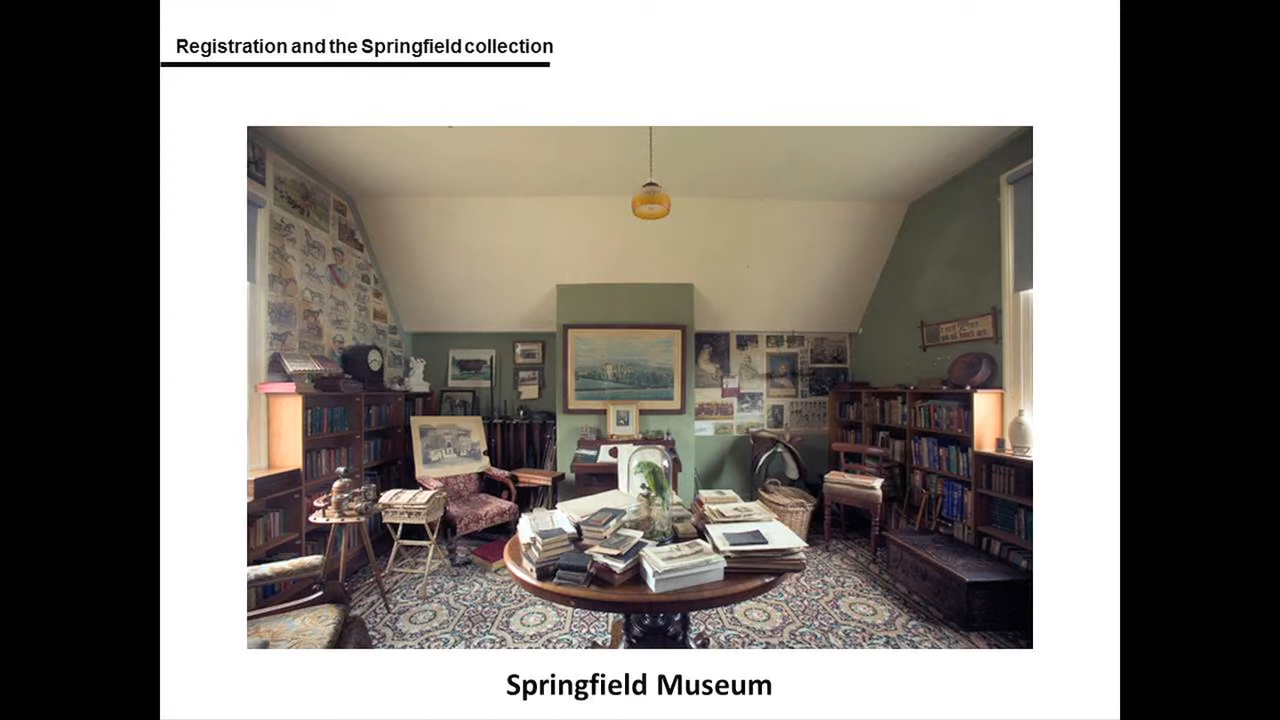 Registration and the Springfield collection
Springfield Museum